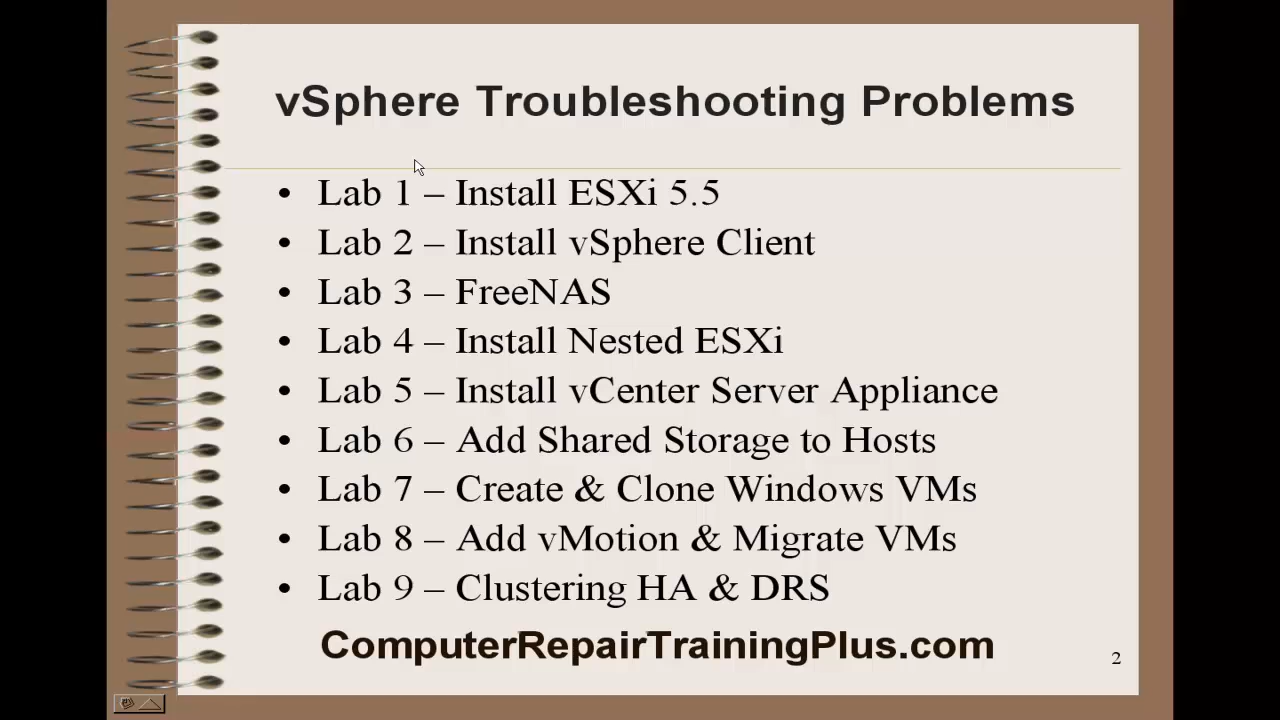 vSphere Troubleshooting Problems
• Lab 1 – Install ESXi 5.5
• Lab 2 – Install vSphere Client
• Lab 3 – FreeNAS
• Lab 4 – Install Nested ESXi
• Lab 5 – Install vCenter Server Appliance
• Lab 6 – Add Shared Storage to Hosts
• Lab 7 – Create & Clone Windows VMs
• Lab 8 – Add vMotion & Migrate VMs
• Lab 9 – Clustering HA & DRS
ComputerRepairTrainingPlus.com
2